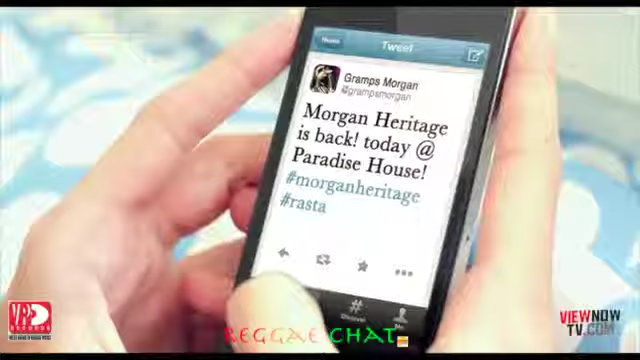 Home
Tweet
Gramps Morgan
@grampsmorgan
Morgan Heritage
is back! today @
Paradise House!
#morganheritage
#rasta
Discover
Me
VP
RECORDS
REGGAE CHAT
VIEWNOW
TV.COM